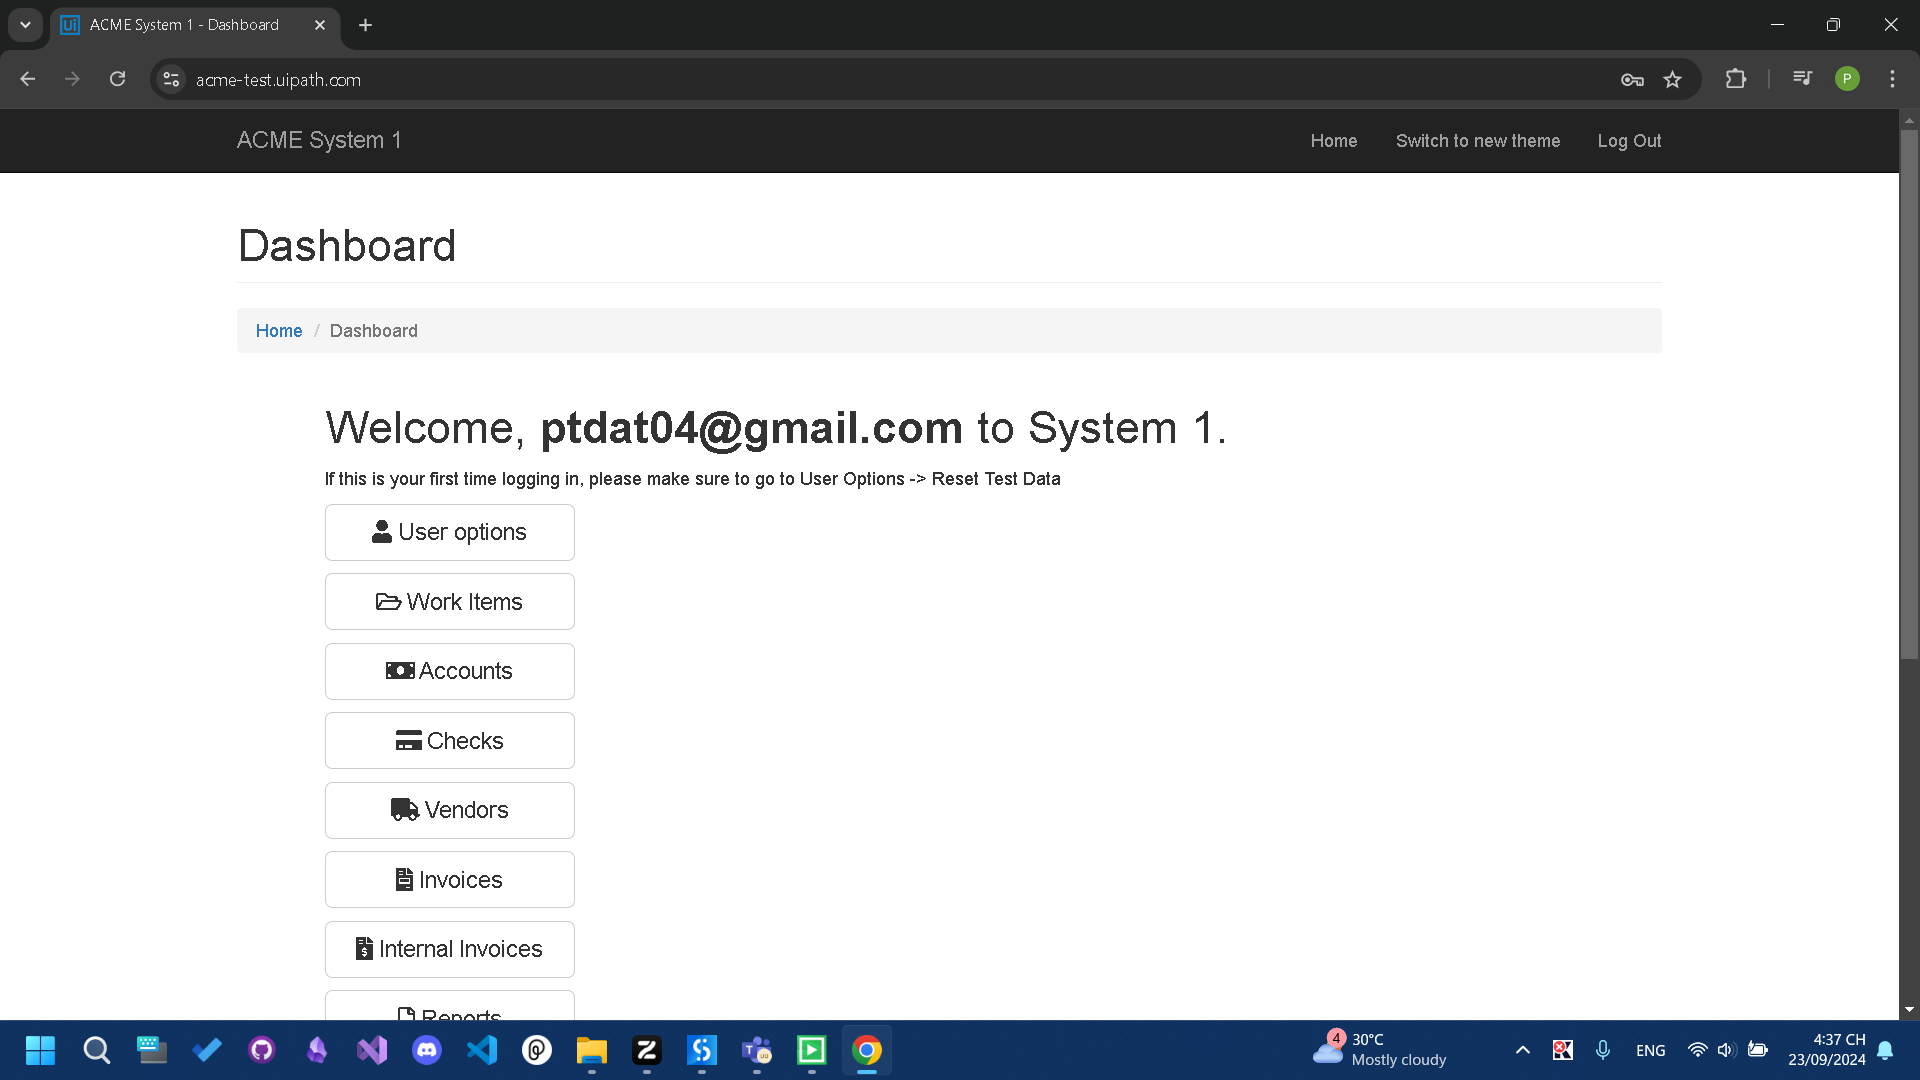 ACME System 1 - Dashboard
acme-test.uipath.com
P
ACME System 1
Home
Switch to new theme
Log Out
Dashboard
Home / Dashboard
Welcome, ptdat04@gmail.com to System 1.
If this is your first time logging in, please make sure to go to User Options -> Reset Test Data
User options
Work Items
Accounts
Checks
Vendors
Invoices
Internal Invoices
Reports
4
30°C
Mostly cloudy
ENG
4:37 CH
23/09/2024